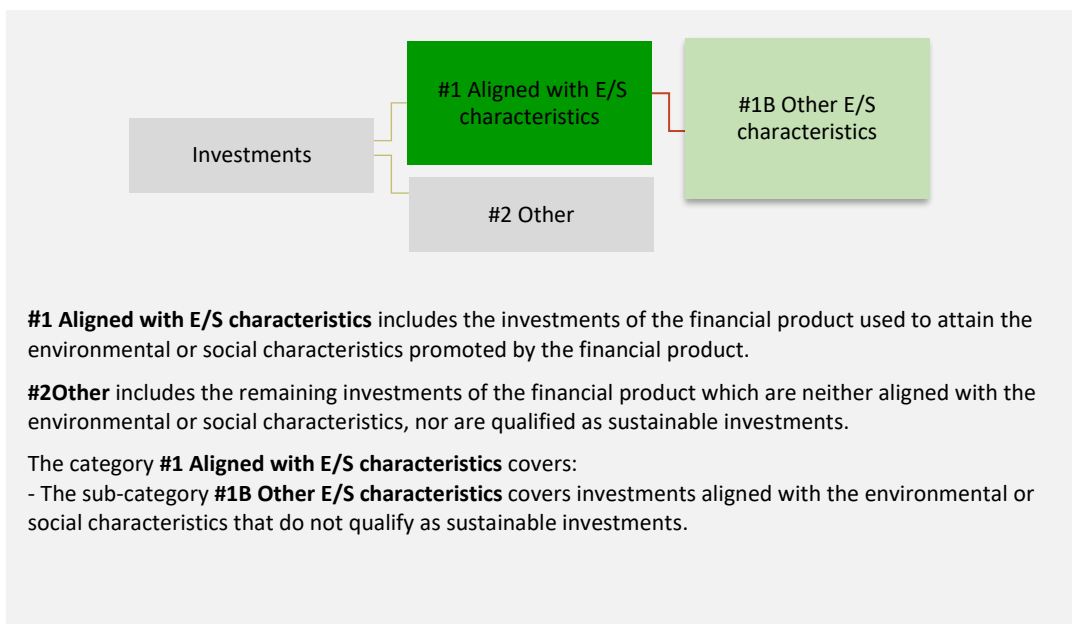 #1 Aligned with E/S
characteristics
#1B Other E/S
characteristics
Investments
#2 Other
#1 Aligned with E/S characteristics includes the investments of the financial product used to attain the
environmental or social characteristics promoted by the financial product.
#2Other includes the remaining investments of the financial product which are neither aligned with the
environmental or social characteristics, nor are qualified as sustainable investments.
The category #1 Aligned with E/S characteristics covers:
- The sub-category #1B Other E/S characteristics covers investments aligned with the environmental or
social characteristics that do not qualify as sustainable investments.